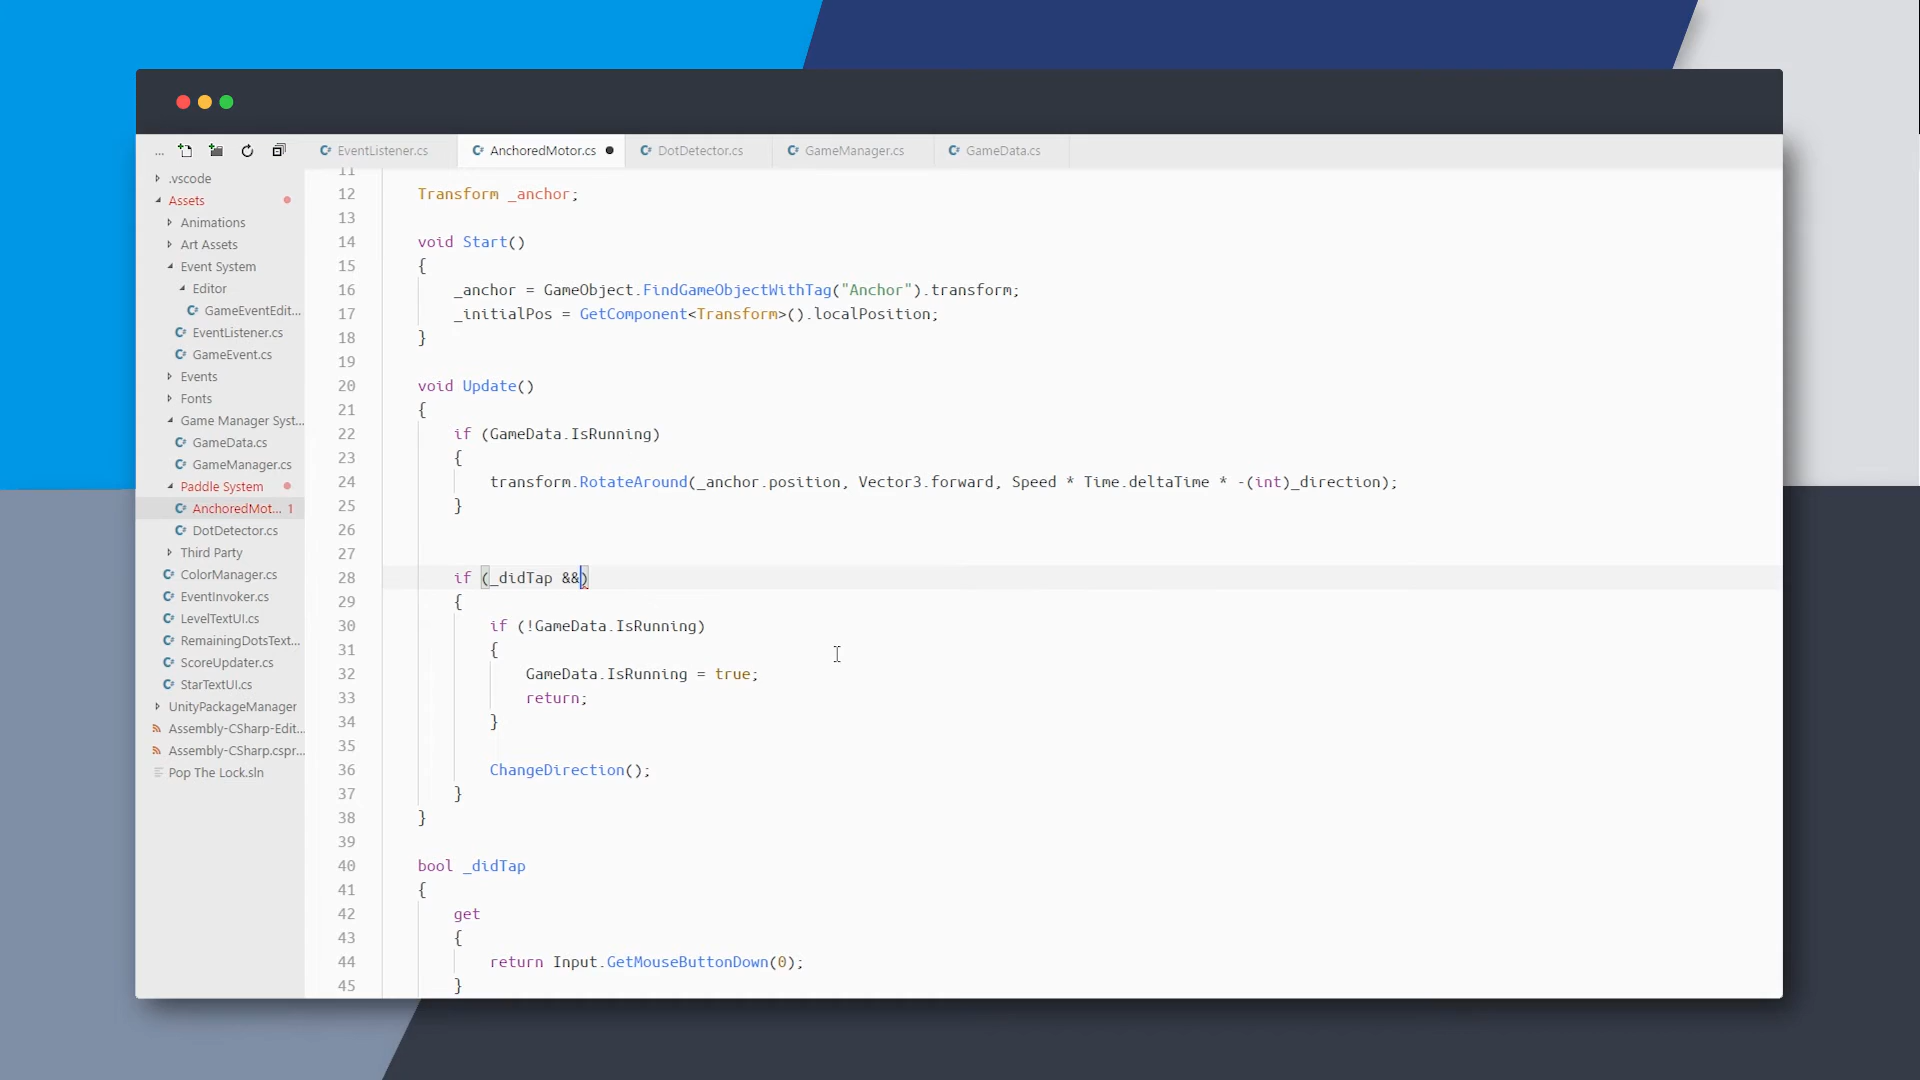 ... EventListener.cs AnchoredMotor.cs DotDetector.cs GameManager.cs GameData.cs
.vscode
Assets
Animations
Art Assets
Event System
Editor
GameEventEdit...
EventListener.cs
GameEvent.cs
Events
Fonts
Game Manager Syst...
GameData.cs
GameManager.cs
Paddle System
AnchoredMot... 1
DotDetector.cs
Third Party
ColorManager.cs
EventInvoker.cs
LevelTextUI.cs
RemainingDotsText...
ScoreUpdater.cs
StarTextUI.cs
UnityPackageManager
Assembly-CSharp-Edit...
Assembly-CSharp.cspr...
Pop The Lock.sln
11
12 Transform _anchor;
13
14 void Start()
15 {
16 _anchor = GameObject.FindGameObjectWithTag("Anchor").transform;
17 _initialPos = GetComponent<Transform>().localPosition;
18 }
19
20 void Update()
21 {
22 if (GameData.IsRunning)
23 {
24 transform.RotateAround(_anchor.position, Vector3.forward, Speed * Time.deltaTime * -(int)_direction);
25 }
26
27
28 if (_didTap &&)
29 {
30 if (!GameData.IsRunning)
31 {
32 GameData.IsRunning = true;
33 return;
34 }
35
36 ChangeDirection();
37 }
38 }
39
40 bool _didTap
41 {
42 get
43 {
44 return Input.GetMouseButtonDown(0);
45 }